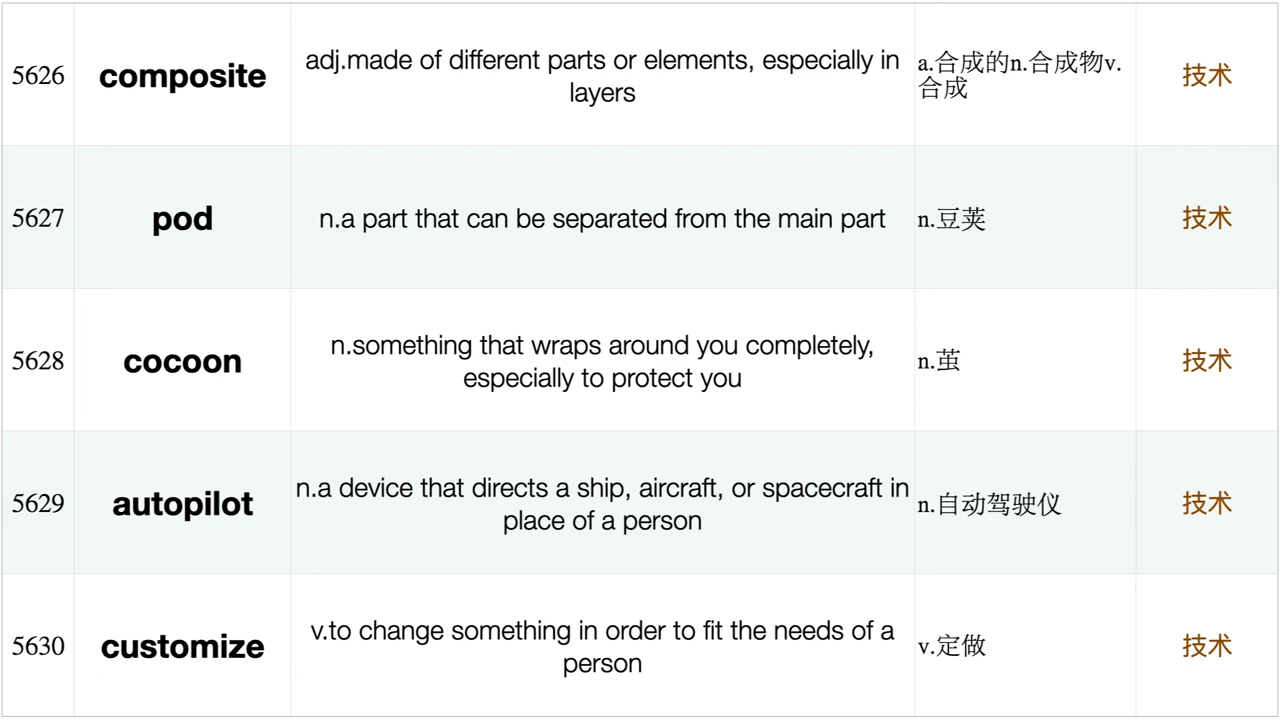 5626
composite
adj.made of different parts or elements, especially in
layers
a.合成的n.合成物v.
合成
技术
5627
pod
n.a part that can be separated from the main part
n.豆荚
技术
5628
cocoon
n.something that wraps around you completely,
especially to protect you
n.茧
技术
5629
autopilot
n.a device that directs a ship, aircraft, or spacecraft in
place of a person
n.自动驾驶仪
技术
5630
customize
v.to change something in order to fit the needs of a
person
v.定做
技术